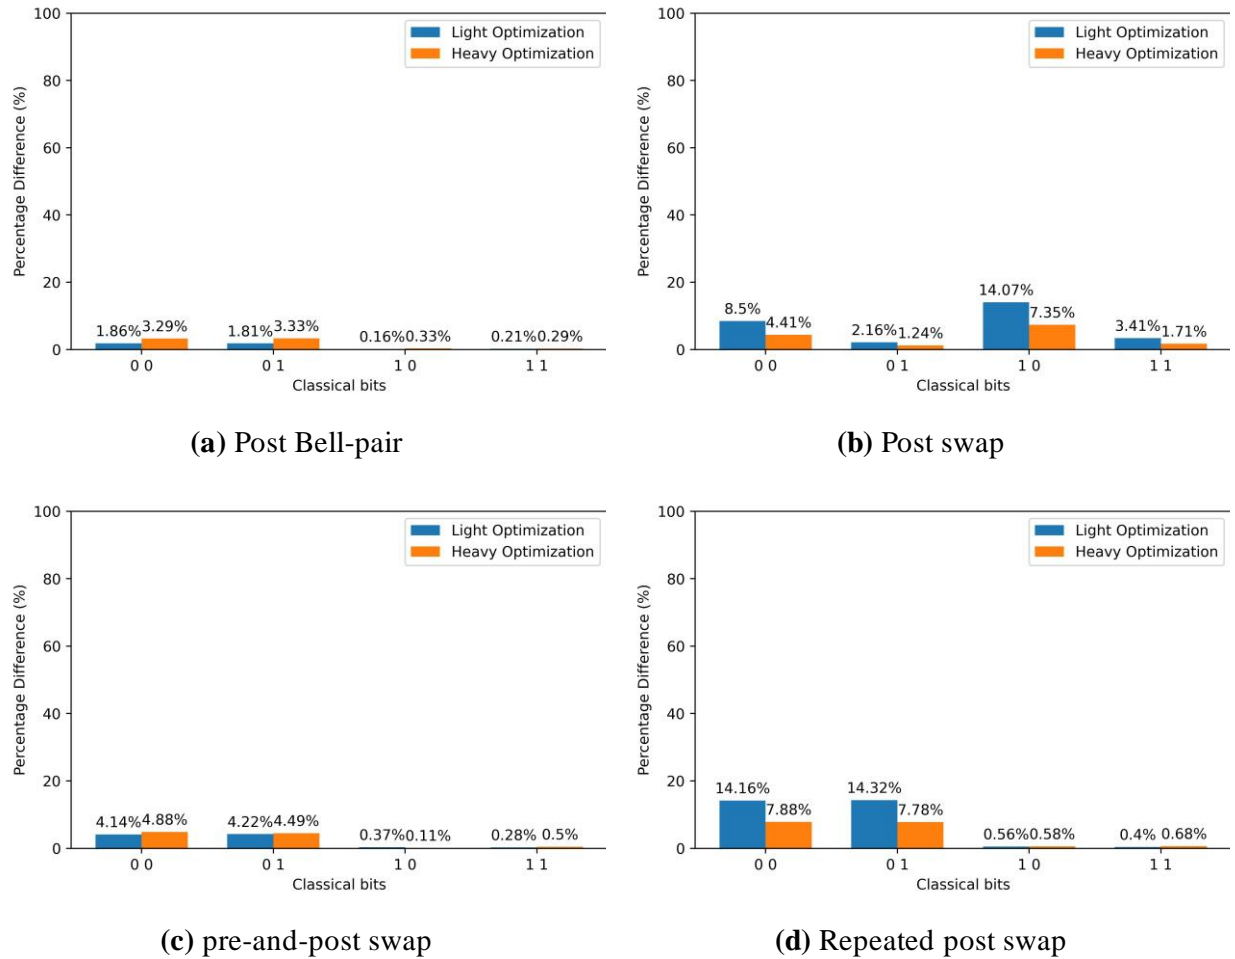 100
80
60
40
20
0
Percentage Difference (%)
Light Optimization
Heavy Optimization
1.86% 3.29% 1.81% 3.33% 0.16% 0.33% 0.21% 0.29%
0 0 0 1 1 0 1 1
Classical bits
(a) Post Bell-pair
100
80
60
40
20
0
Percentage Difference (%)
Light Optimization
Heavy Optimization
8.5% 4.41% 2.16% 1.24% 14.07% 7.35% 3.41% 1.71%
0 0 0 1 1 0 1 1
Classical bits
(b) Post swap
100
80
60
40
20
0
Percentage Difference (%)
Light Optimization
Heavy Optimization
4.14% 4.88% 4.22% 4.49% 0.37% 0.11% 0.28% 0.5%
0 0 0 1 1 0 1 1
Classical bits
(c) pre-and-post swap
100
80
60
40
20
0
Percentage Difference (%)
Light Optimization
Heavy Optimization
14.16% 7.88% 14.32% 7.78% 0.56% 0.58% 0.4% 0.68%
0 0 0 1 1 0 1 1
Classical bits
(d) Repeated post swap